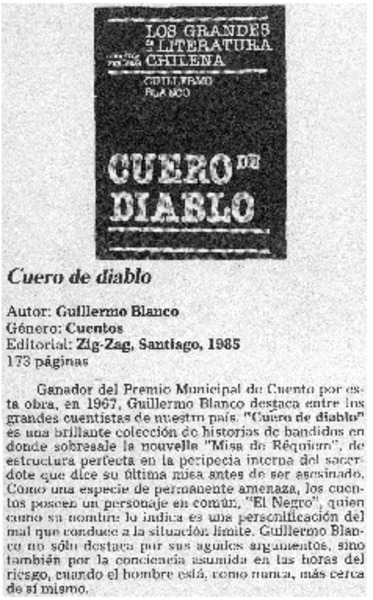 LOS GRANDES
de la LITERATURA
CHILENA
GUILLERMO
BLANCO
CUERO DE
DIABLO
Cuero de diablo
Autor: Guillermo Blanco
Género: Cuentos
Editorial: Zig-Zag, Santiago, 1985
173 páginas
Ganador del Premio Municipal de Cuento por es-
ta obra, en 1967, Guillermo Blanco destaca entre los
grandes cuentistas de nuestro país. "Cuero de diablo"
es una brillante colección de historias de bandidos en
donde sobresale la nouvelle "Misa de Réquiem", de
estructura perfecta en la peripecia interna del sacer-
dote que dice su última misa antes de ser asesinado.
Como una especie de permanente amenaza, los cuen-
tos poseen un personaje en común, "El Negro", quien
como su nombre lo indica es una personificación del
mal que conduce a la situación límite. Guillermo Blan-
co no sólo destaca por sus agudos argumentos, sino
también por la conciencia asumida en las horas del
riesgo, cuando el hombre está, como nunca, más cerca
de sí mismo.